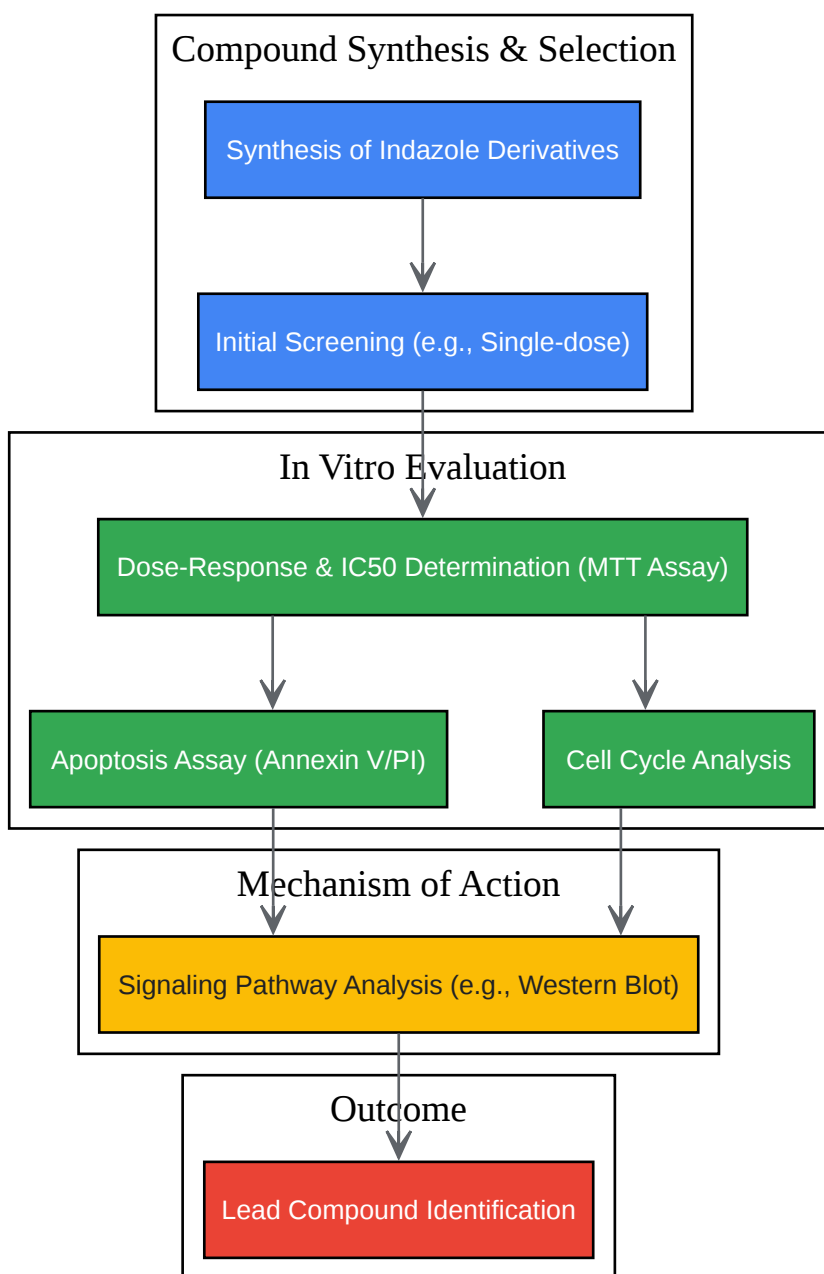 Compound Synthesis & Selection
Synthesis of Indazole Derivatives
Initial Screening (e.g., Single-dose)
In Vitro Evaluation
Dose-Response & IC50 Determination (MTT Assay)
Apoptosis Assay (Annexin V/PI)
Cell Cycle Analysis
Mechanism of Action
Signaling Pathway Analysis (e.g., Western Blot)
Outcome
Lead Compound Identification